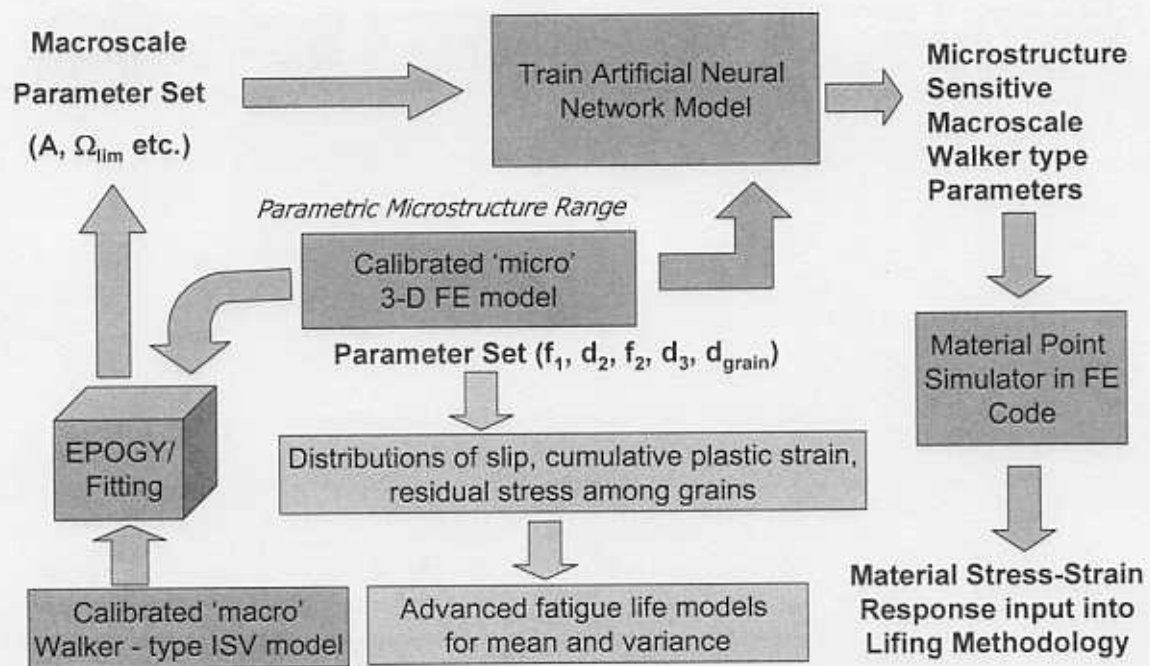 Macroscale
Parameter Set
(A, Ωlim etc.)
Train Artificial Neural
Network Model
Microstructure
Sensitive
Macroscale
Walker type
Parameters
Parametric Microstructure Range
Calibrated ‘micro’
3-D FE model
Parameter Set (f1, d2, f2, d3, dgrain)
Material Point
Simulator in FE
Code
EPOGY/
Fitting
Distributions of slip, cumulative plastic strain,
residual stress among grains
Calibrated ‘macro’
Walker - type ISV model
Advanced fatigue life models
for mean and variance
Material Stress-Strain
Response input into
Lifing Methodology